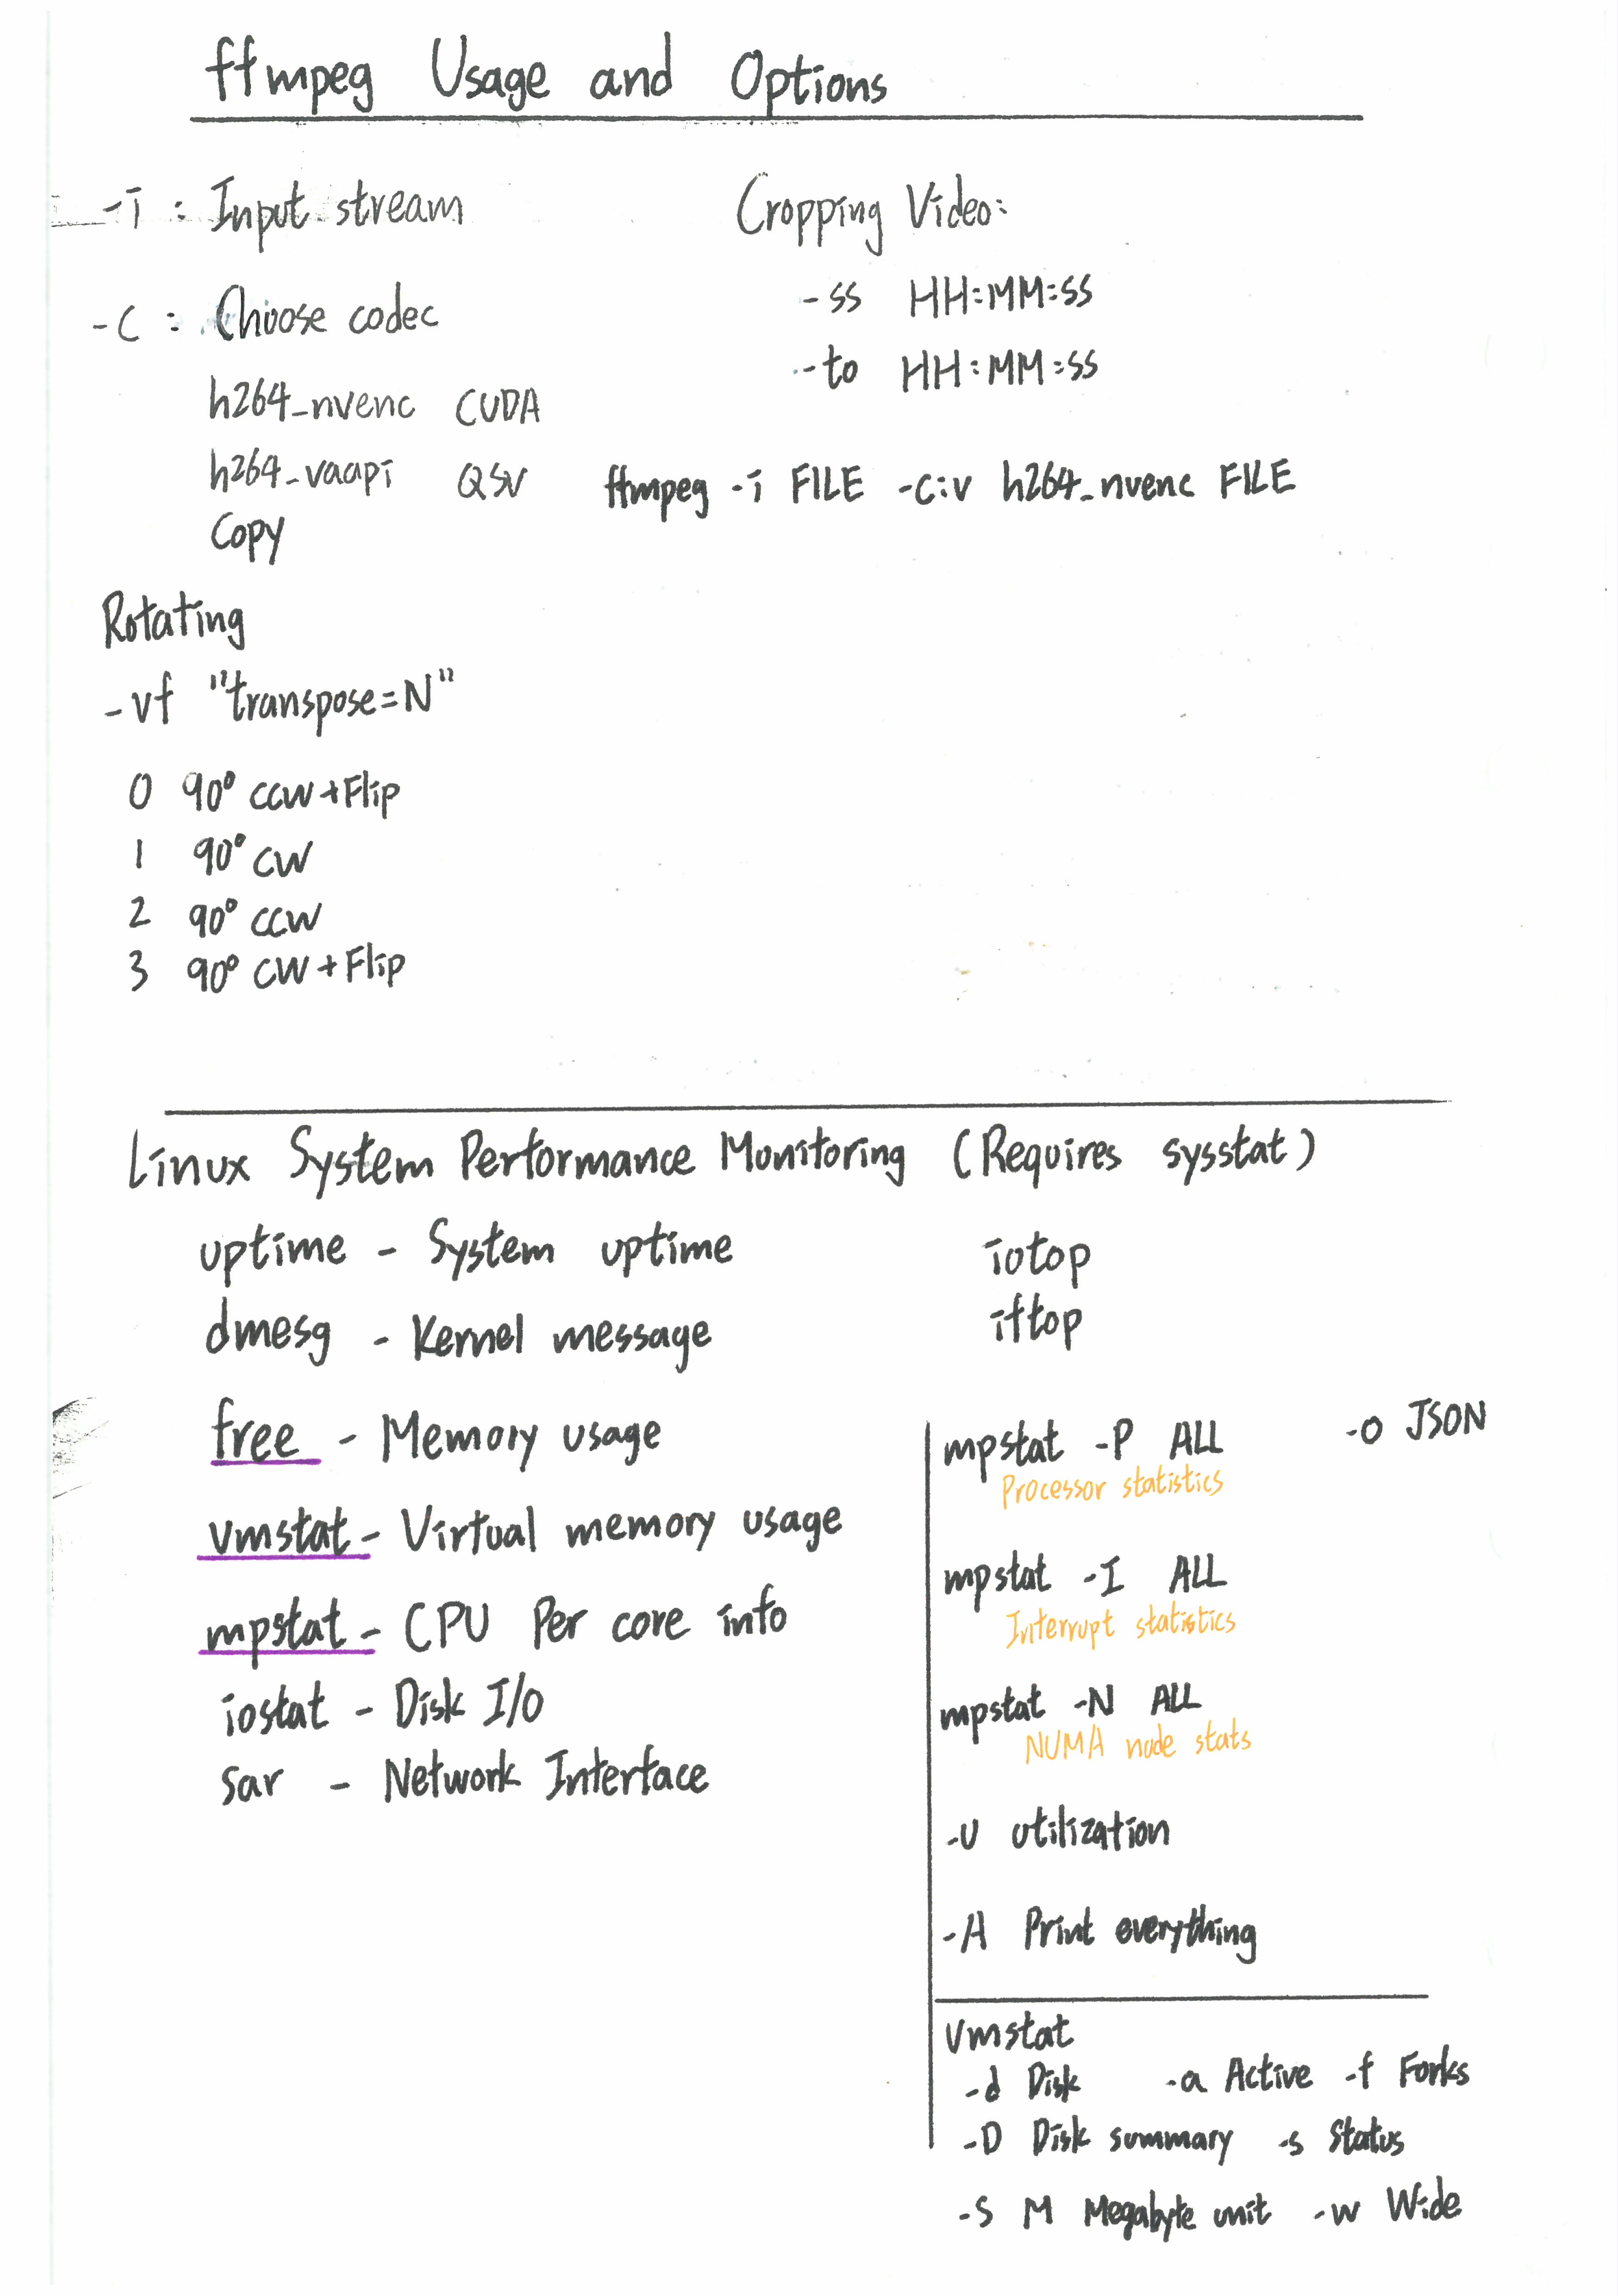 ffmpeg Usage and Options
-i : Input stream
-c : Choose codec
h264_nvenc CUDA
h264_vaapi QSV
Copy
Cropping Video:
-ss HH:MM:SS
-to HH:MM:SS
ffmpeg -i FILE -c:v h264_nvenc FILE
Rotating
-vf "transpose=N"
0 90° CCW+Flip
1 90° CW
2 90° CCW
3 90° CW+Flip
Linux System Performance Monitoring (Requires sysstat)
uptime - System uptime
dmesg - Kernel message
free - Memory usage
vmstat - Virtual memory usage
mpstat - CPU Per core info
iostat - Disk I/O
sar - Network Interface
iotop
iftop
mpstat -P ALL -o JSON
Processor statistics
mpstat -I ALL
Interrupt statistics
mpstat -N ALL
NUMA node stats
-u utilization
-A Print everything
vmstat
-d Disk -a Active -f Forks
-D Disk summary -s Status
-S M Megabyte unit -w Wide